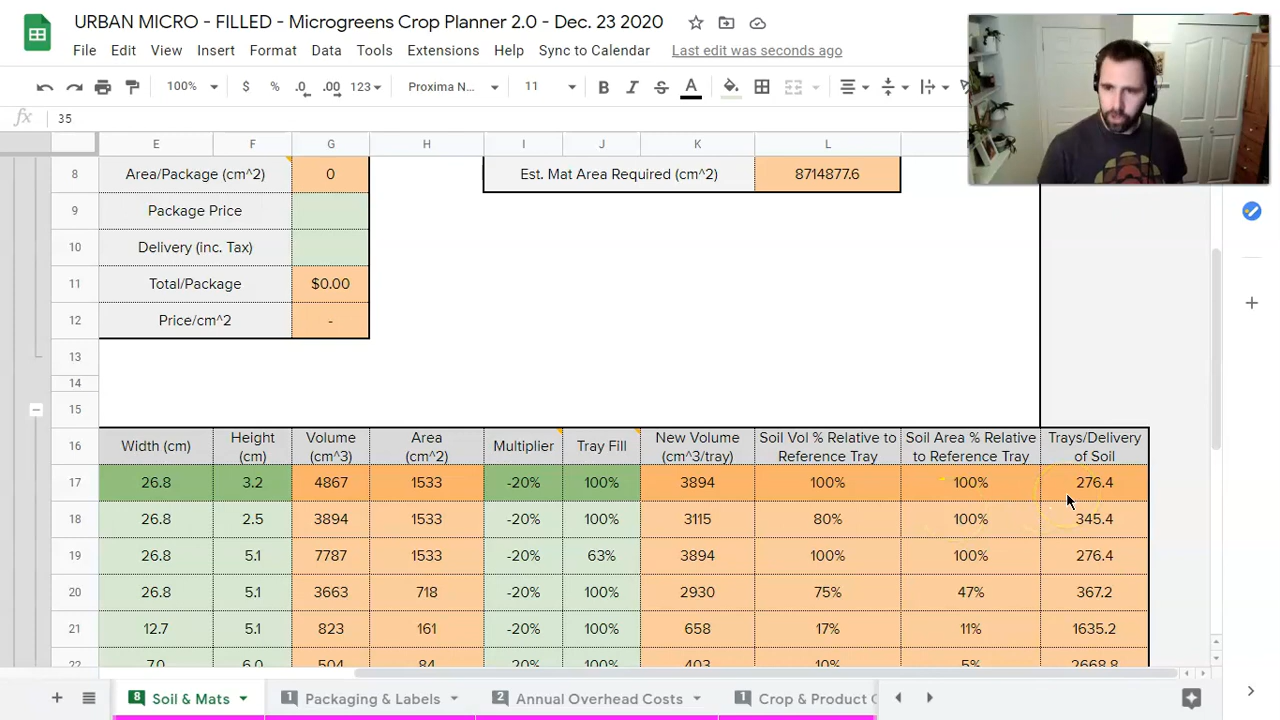 URBAN MICRO - FILLED - Microgreens Crop Planner 2.0 - Dec. 23 2020
File Edit View Insert Format Data Tools Extensions Help Sync to Calendar Last edit was seconds ago
100% $ % .0 .00 123 Proxima N... 11 B I S A
fx 35
E F G H I J K L
8 Area/Package (cm^2) 0 Est. Mat Area Required (cm^2) 8714877.6
9 Package Price
10 Delivery (inc. Tax)
11 Total/Package $0.00
12 Price/cm^2 -
13
14
15
16 Width (cm) Height (cm) Volume (cm^3) Area (cm^2) Multiplier Tray Fill New Volume (cm^3/tray) Soil Vol % Relative to Reference Tray Soil Area % Relative to Reference Tray Trays/Delivery of Soil
17 26.8 3.2 4867 1533 -20% 100% 3894 100% 100% 276.4
18 26.8 2.5 3894 1533 -20% 100% 3115 80% 100% 345.4
19 26.8 5.1 7787 1533 -20% 63% 3894 100% 100% 276.4
20 26.8 5.1 3663 718 -20% 100% 2930 75% 47% 367.2
21 12.7 5.1 823 161 -20% 100% 658 17% 11% 1635.2
22 7.0 6.0 504 84 -20% 100% 403 10% 5% 2668.8
8 Soil & Mats 1 Packaging & Labels 2 Annual Overhead Costs 1 Crop & Product